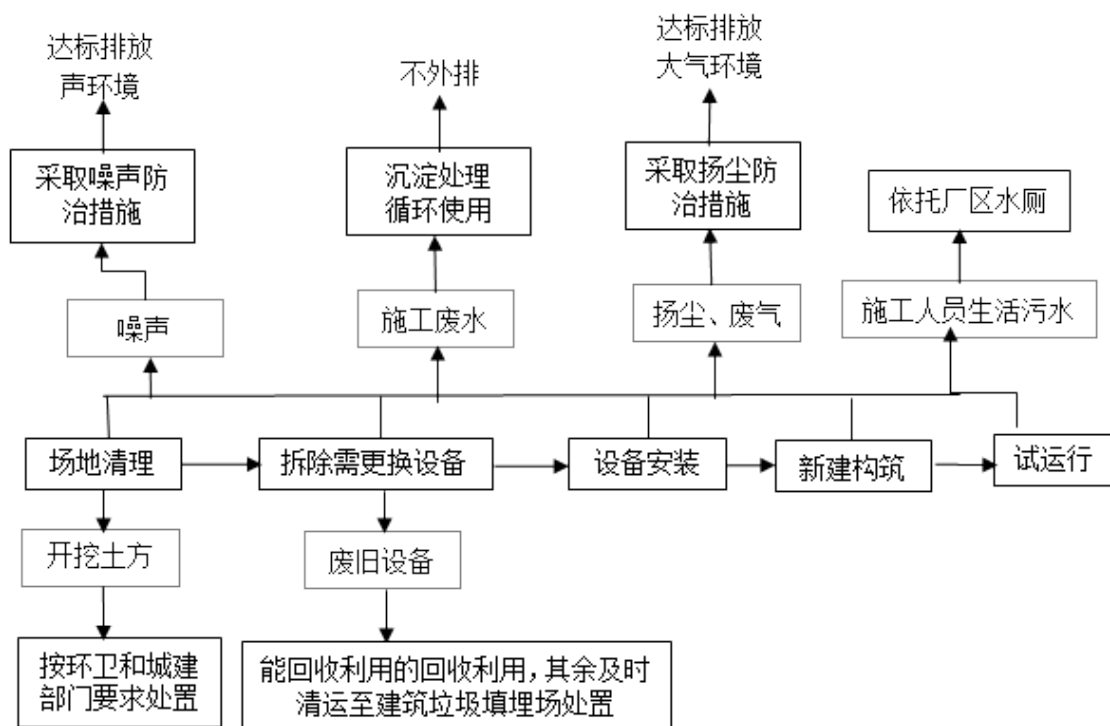 达标排放
声环境
不外排
达标排放
大气环境
采取噪声防
治措施
沉淀处理
循环使用
采取扬尘防
治措施
依托厂区水厕
噪声
施工废水
扬尘、废气
施工人员生活污水
场地清理
拆除需更换设备
设备安装
新建构筑
试运行
开挖土方
废旧设备
按环卫和城建
部门要求处置
能回收利用的回收利用，其余及时
清运至建筑垃圾填埋场处置